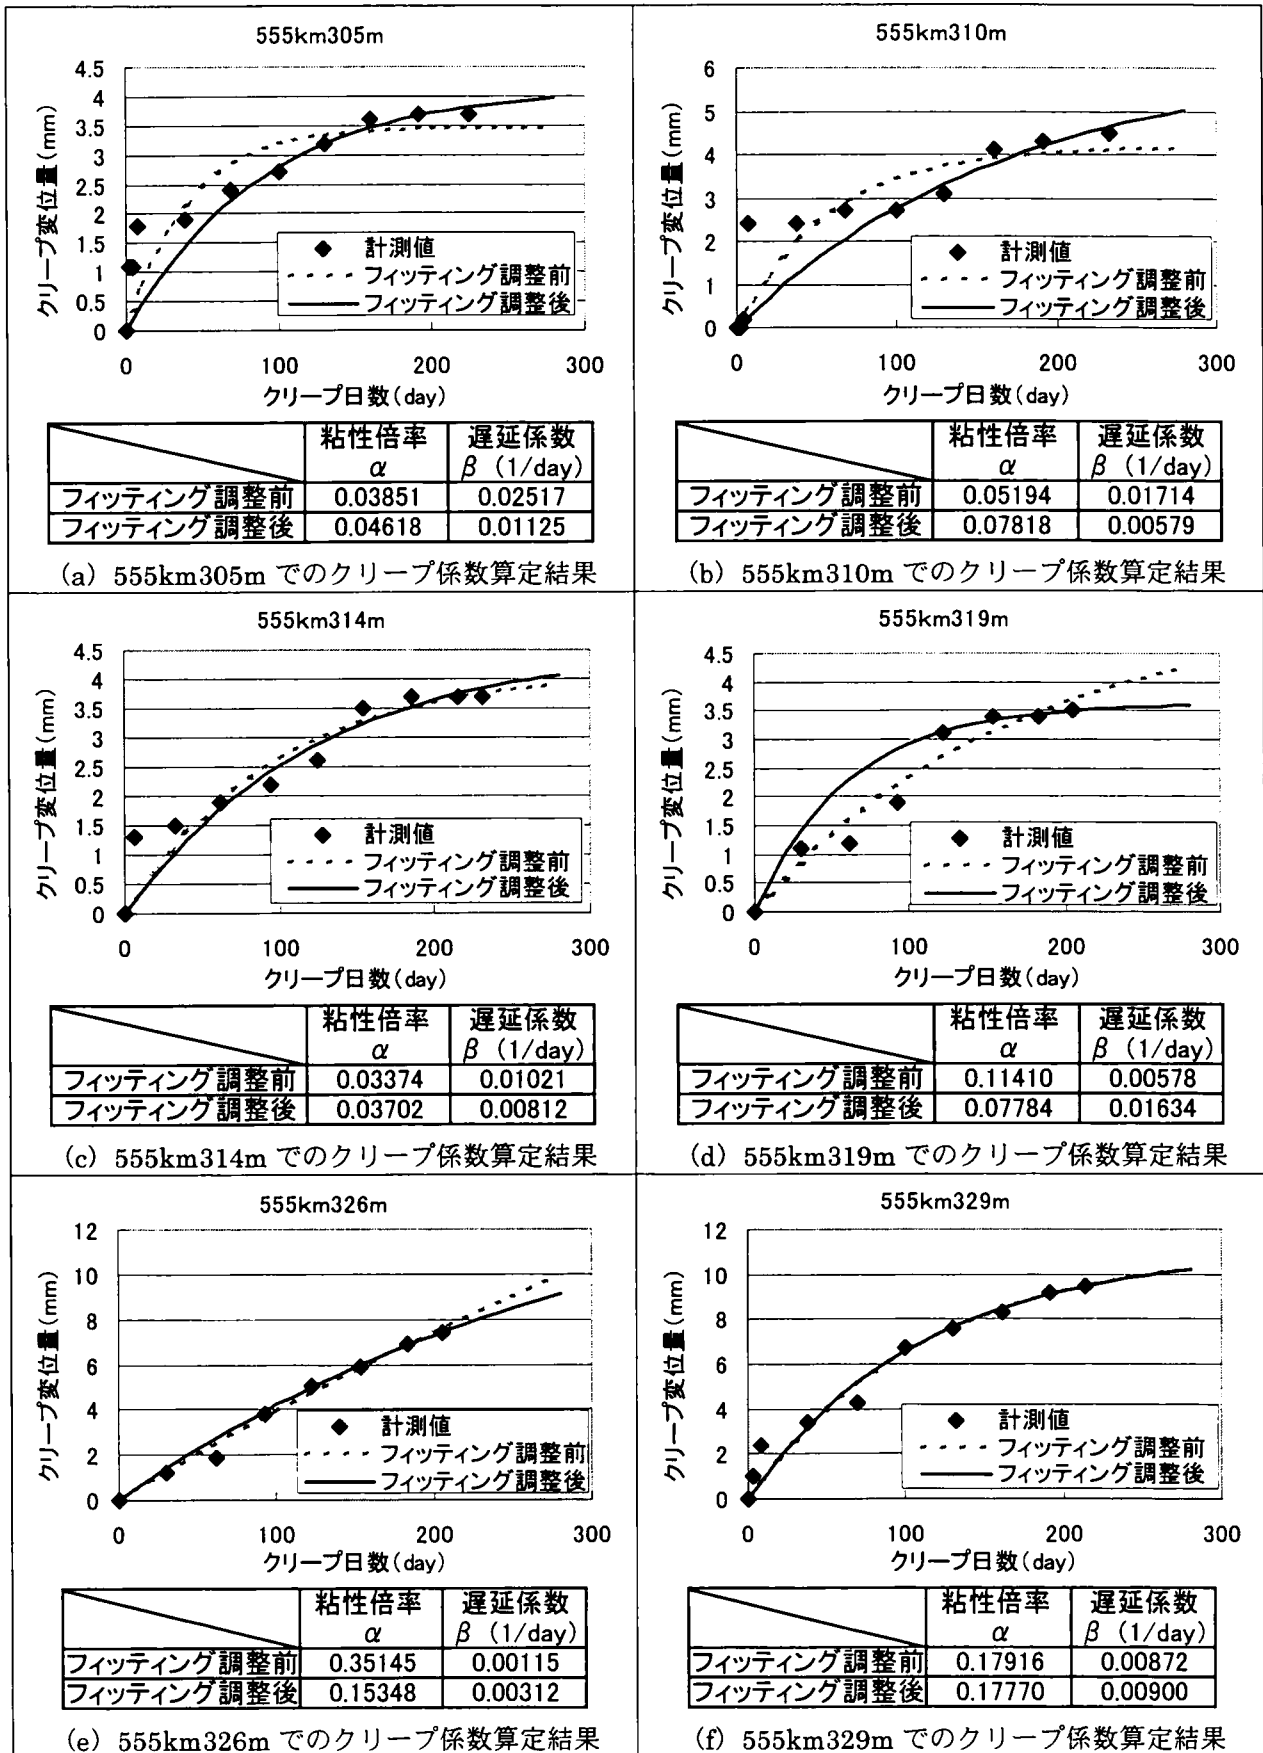 555km305m
4.5
4
3.5
3
2.5
2
1.5
1
0.5
0
クリープ変位量(mm)
計測値
フィッティング調整前
フィッティング調整後
0 100 200 300
クリープ日数(day)
粘性倍率 遅延係数
α β (1/day)
フィッティング調整前 0.03851 0.02517
フィッティング調整後 0.04618 0.01125
(a) 555km305m でのクリープ係数算定結果
555km310m
6
5
4
3
2
1
0
クリープ変位量(mm)
計測値
フィッティング調整前
フィッティング調整後
0 100 200 300
クリープ日数(day)
粘性倍率 遅延係数
α β (1/day)
フィッティング調整前 0.05194 0.01714
フィッティング調整後 0.07818 0.00579
(b) 555km310m でのクリープ係数算定結果
555km314m
4.5
4
3.5
3
2.5
2
1.5
1
0.5
0
クリープ変位量(mm)
計測値
フィッティング調整前
フィッティング調整後
0 100 200 300
クリープ日数(day)
粘性倍率 遅延係数
α β (1/day)
フィッティング調整前 0.03374 0.01021
フィッティング調整後 0.03702 0.00812
(c) 555km314m でのクリープ係数算定結果
555km319m
4.5
4
3.5
3
2.5
2
1.5
1
0.5
0
クリープ変位量(mm)
計測値
フィッティング調整前
フィッティング調整後
0 100 200 300
クリープ日数(day)
粘性倍率 遅延係数
α β (1/day)
フィッティング調整前 0.11410 0.00578
フィッティング調整後 0.07784 0.01634
(d) 555km319m でのクリープ係数算定結果
555km326m
12
10
8
6
4
2
0
クリープ変位量(mm)
計測値
フィッティング調整前
フィッティング調整後
0 100 200 300
クリープ日数(day)
粘性倍率 遅延係数
α β (1/day)
フィッティング調整前 0.35145 0.00115
フィッティング調整後 0.15348 0.00312
(e) 555km326m でのクリープ係数算定結果
555km329m
12
10
8
6
4
2
0
クリープ変位量(mm)
計測値
フィッティング調整前
フィッティング調整後
0 100 200 300
クリープ日数(day)
粘性倍率 遅延係数
α β (1/day)
フィッティング調整前 0.17916 0.00872
フィッティング調整後 0.17770 0.00900
(f) 555km329m でのクリープ係数算定結果